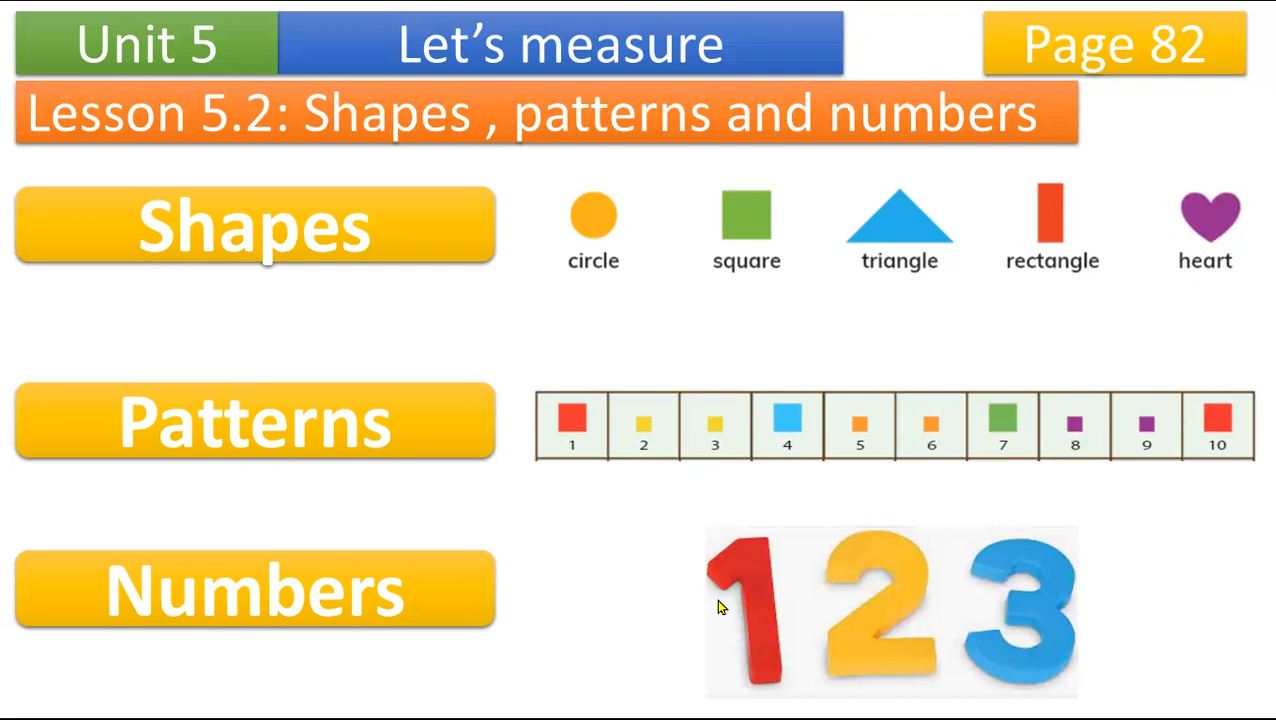 Unit 5 Let’s measure Page 82
Lesson 5.2: Shapes , patterns and numbers
Shapes
circle square triangle rectangle heart
Patterns
1 2 3 4 5 6 7 8 9 10
Numbers
1 2 3